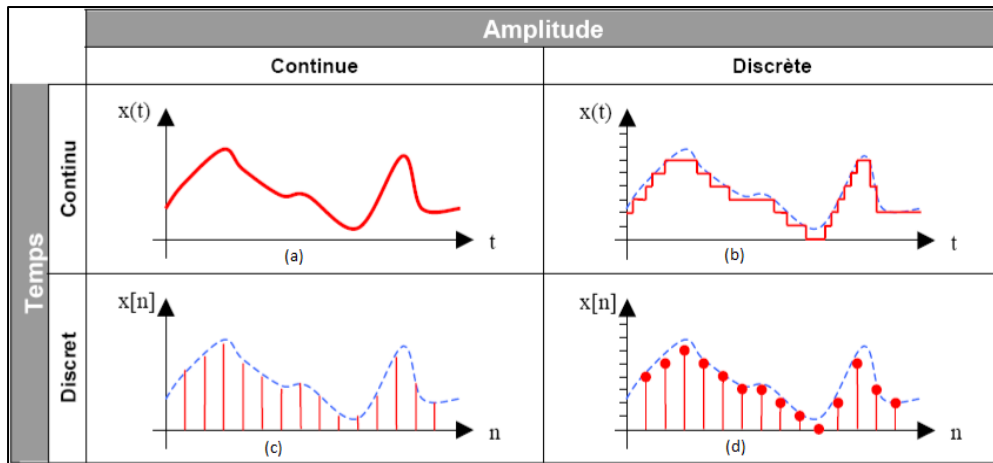 Amplitude
Continue
Discrète
Temps
Continu
x(t)
t
(a)
x(t)
t
(b)
Discret
x[n]
n
(c)
x[n]
n
(d)